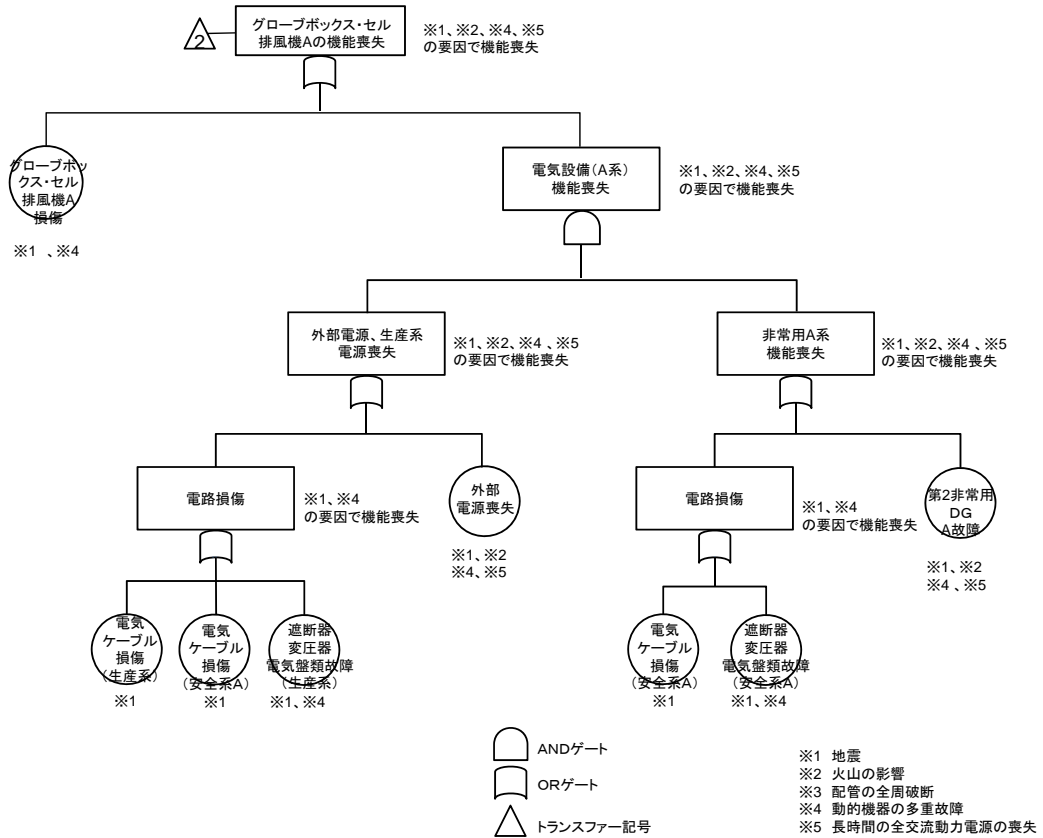 2
グローブボックス・セル
排風機Aの機能喪失
※1、※2、※4、※5
の要因で機能喪失
グローブボッ
クス・セル
排風機A
損傷
※1 、※4
電気設備(A系)
機能喪失
※1、※2、※4、※5
の要因で機能喪失
外部電源、生産系
電源喪失
※1、※2、※4 、※5
の要因で機能喪失
非常用A系
機能喪失
※1、※2、※4 、※5
の要因で機能喪失
電路損傷
※1、※4
の要因で機能喪失
外部
電源喪失
※1、※2
※4、※5
電路損傷
※1、※4
の要因で機能喪失
第2非常用
DG
A故障
※1、※2
※4 、※5
電気
ケーブル
損傷
(生産系)
※1
電気
ケーブル
損傷
(安全系A)
※1
遮断器
変圧器
電気盤類故障
(生産系)
※1、※4
電気
ケーブル
損傷
(安全系A)
※1
遮断器
変圧器
電気盤類故障
(安全系A)
※1、※4
ANDゲート
ORゲート
トランスファー記号
※1 地震
※2 火山の影響
※3 配管の全周破断
※4 動的機器の多重故障
※5 長時間の全交流動力電源の喪失